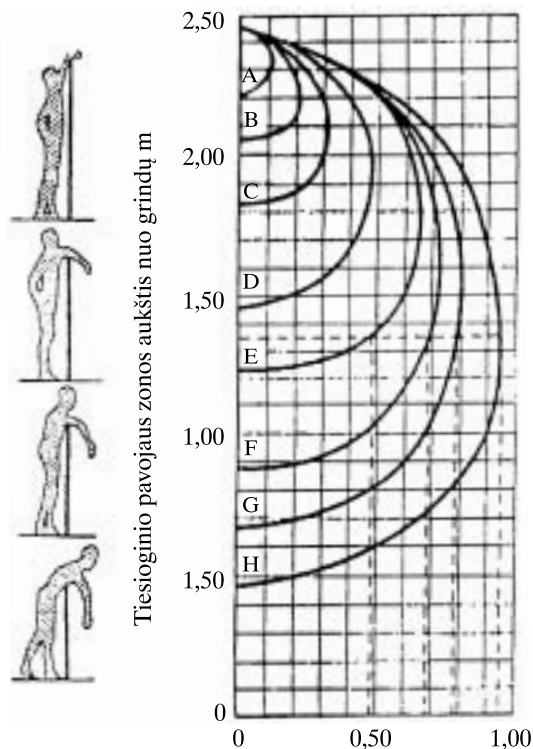 2,50
A
B
2,00
C
D
1,50
E
1,00
F
G
H
1,50
0
0
0,50
1,00
Tiesioginio pavojaus zonos aukštis nuo grindų m